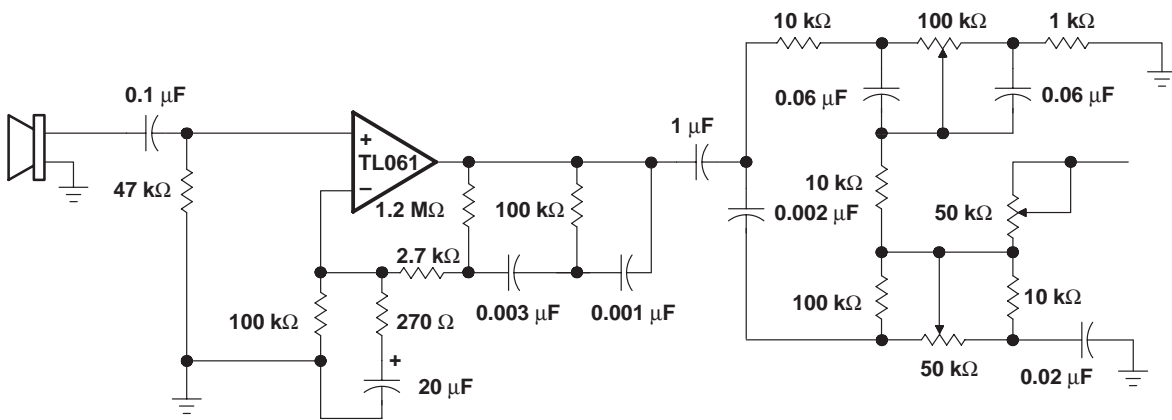 10 kΩ
100 kΩ
1 kΩ
0.1 μF
0.06 μF
0.06 μF
+
TL061
−
1 μF
47 kΩ
1.2 MΩ
100 kΩ
10 kΩ
0.002 μF
50 kΩ
2.7 kΩ
100 kΩ
270 Ω
0.003 μF
0.001 μF
100 kΩ
10 kΩ
+
20 μF
50 kΩ
0.02 μF